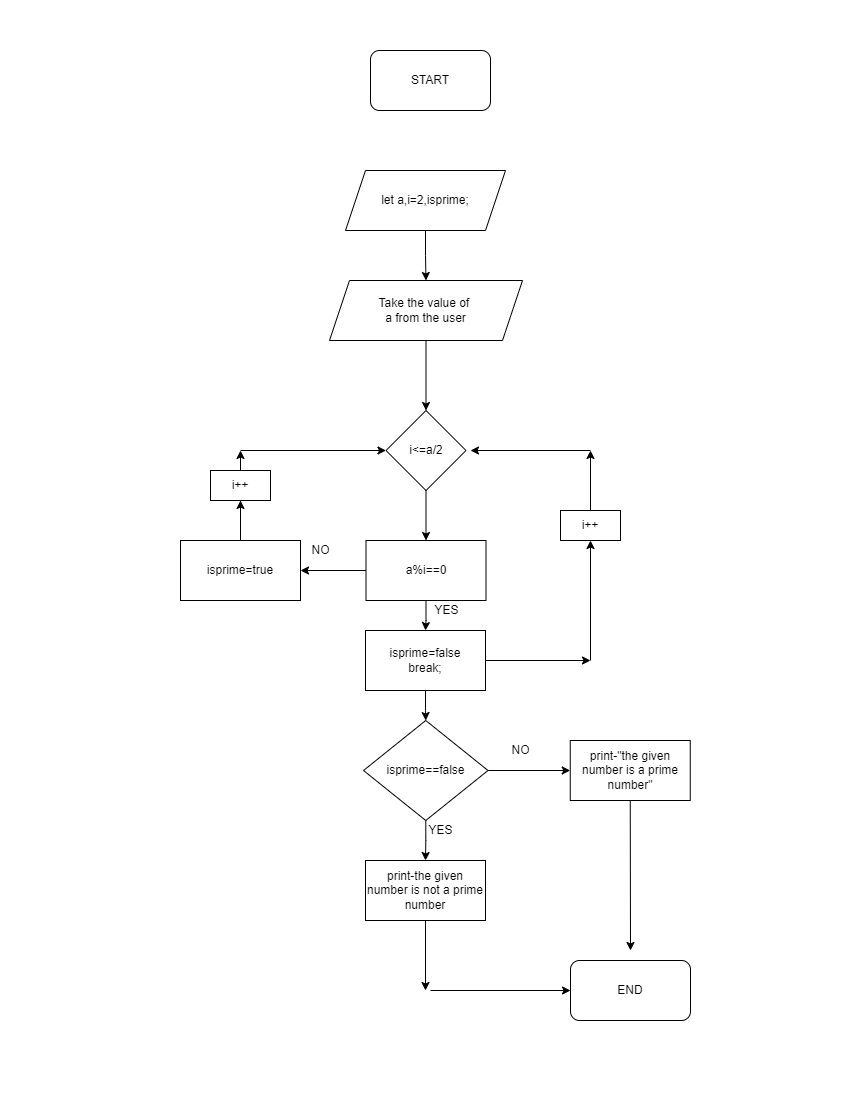 START
let a,i=2,isprime;
Take the value of
a from the user
i<=a/2
i++
i++
NO
isprime=true
a%i==0
YES
isprime=false
break;
isprime==false
NO
print-"the given
number is a prime
number"
YES
print-the given
number is not a prime
number
END